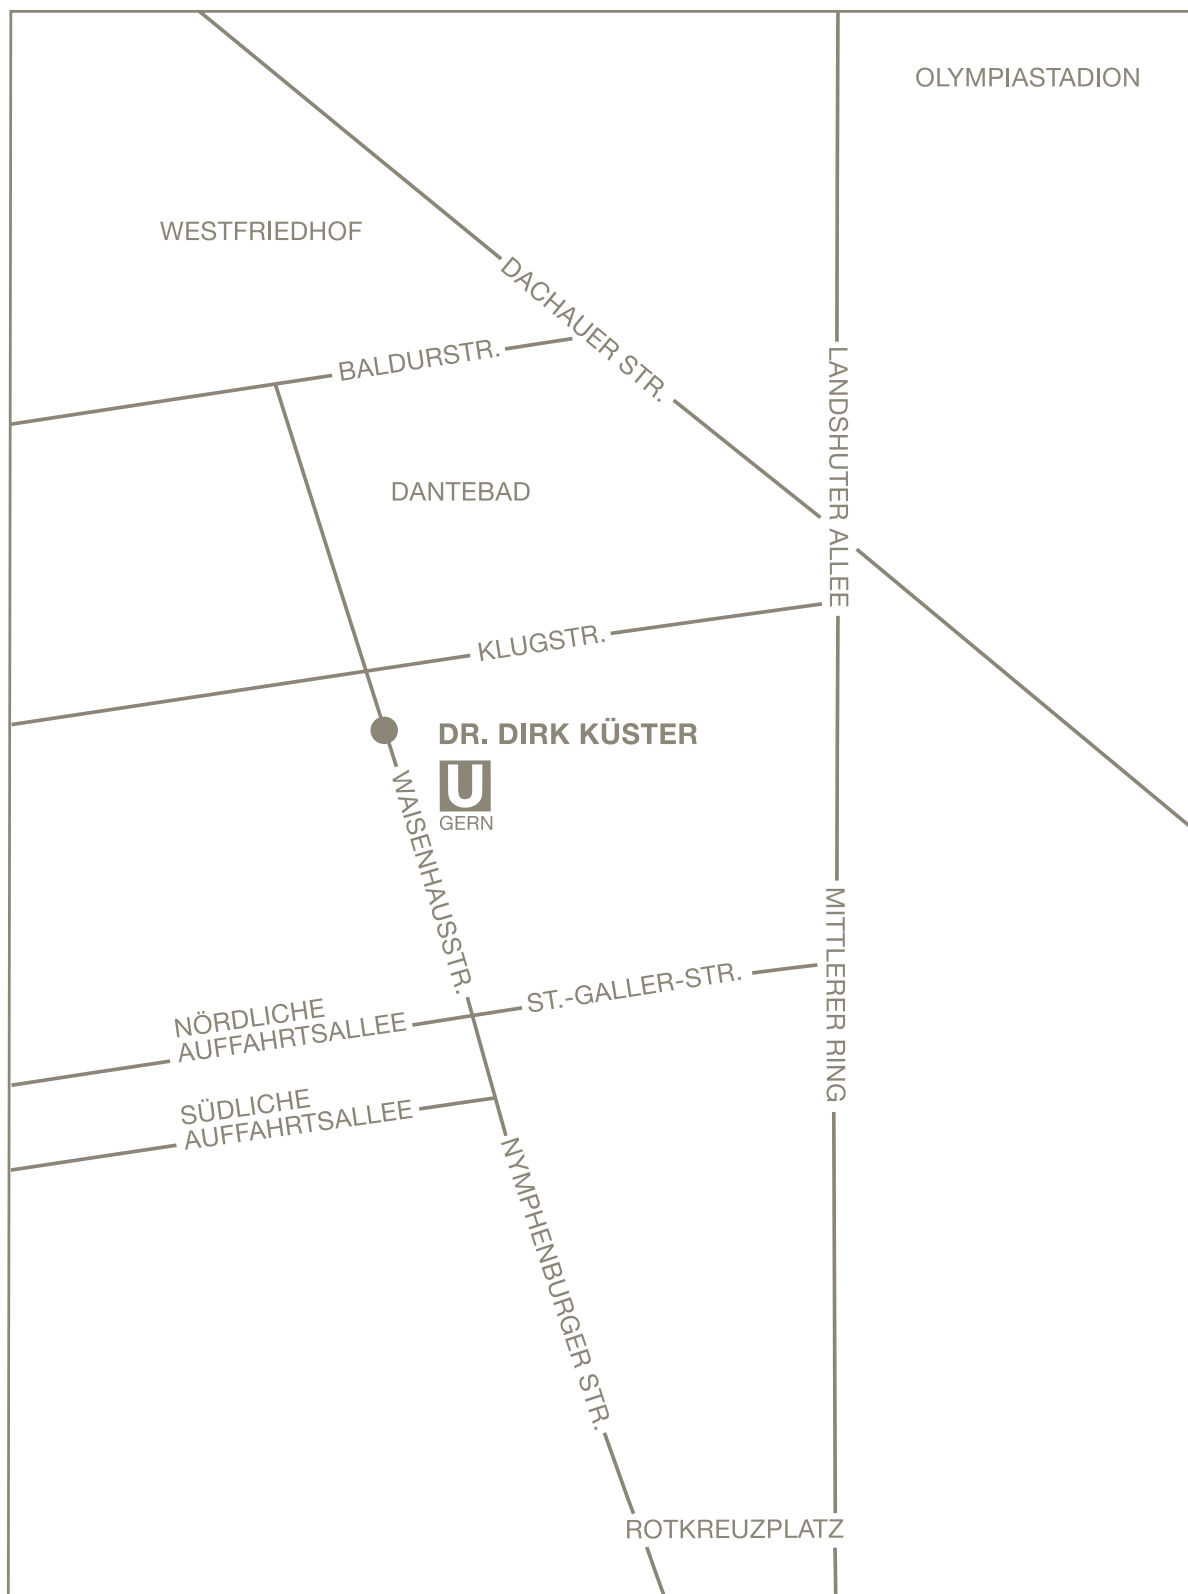 OLYMPIASTADION
WESTFRIEDHOF
DACHAUER STR.
BALDURSTR.
LANDSHUTER ALLEE
DANTEBAD
KLUGSTR.
DR. DIRK KÜSTER
U
GERN
WAISENHAUSSTR.
MITTLERER RING
ST.-GALLER-STR.
NÖRDLICHE
AUFFAHRTSALLEE
SÜDLICHE
AUFFAHRTSALLEE
NYMPHENBURGER STR.
ROTKREUZPLATZ